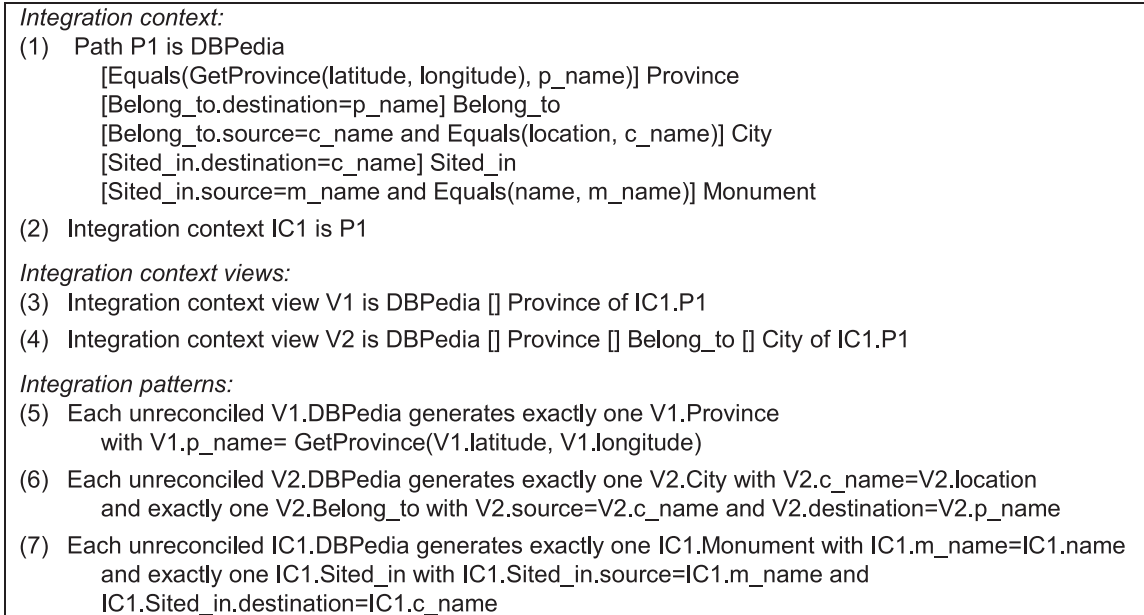 Integration context:
(1) Path P1 is DBPedia
[Equals(GetProvince(latitude, longitude), p_name)] Province
[Belong_to.destination=p_name] Belong_to
[Belong_to.source=c_name and Equals(location, c_name)] City
[Sited_in.destination=c_name] Sited_in
[Sited_in.source=m_name and Equals(name, m_name)] Monument
(2) Integration context IC1 is P1
Integration context views:
(3) Integration context view V1 is DBPedia [] Province of IC1.P1
(4) Integration context view V2 is DBPedia [] Province [] Belong_to [] City of IC1.P1
Integration patterns:
(5) Each unreconciled V1.DBPedia generates exactly one V1.Province
with V1.p_name= GetProvince(V1.latitude, V1.longitude)
(6) Each unreconciled V2.DBPedia generates exactly one V2.City with V2.c_name=V2.location
and exactly one V2.Belong_to with V2.source=V2.c_name and V2.destination=V2.p_name
(7) Each unreconciled IC1.DBPedia generates exactly one IC1.Monument with IC1.m_name=IC1.name
and exactly one IC1.Sited_in with IC1.Sited_in.source=IC1.m_name and
IC1.Sited_in.destination=IC1.c_name